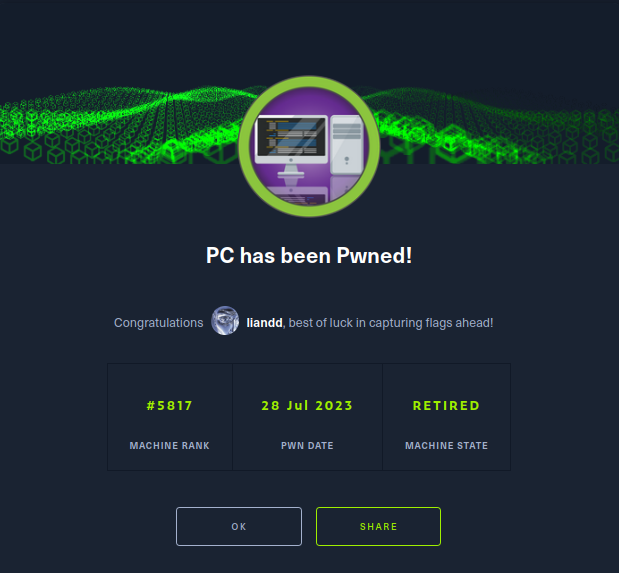 PC has been Pwned!
Congratulations liandd, best of luck in capturing flags ahead!
#5817 28 Jul 2023 RETIRED
MACHINE RANK PWN DATE MACHINE STATE
OK SHARE